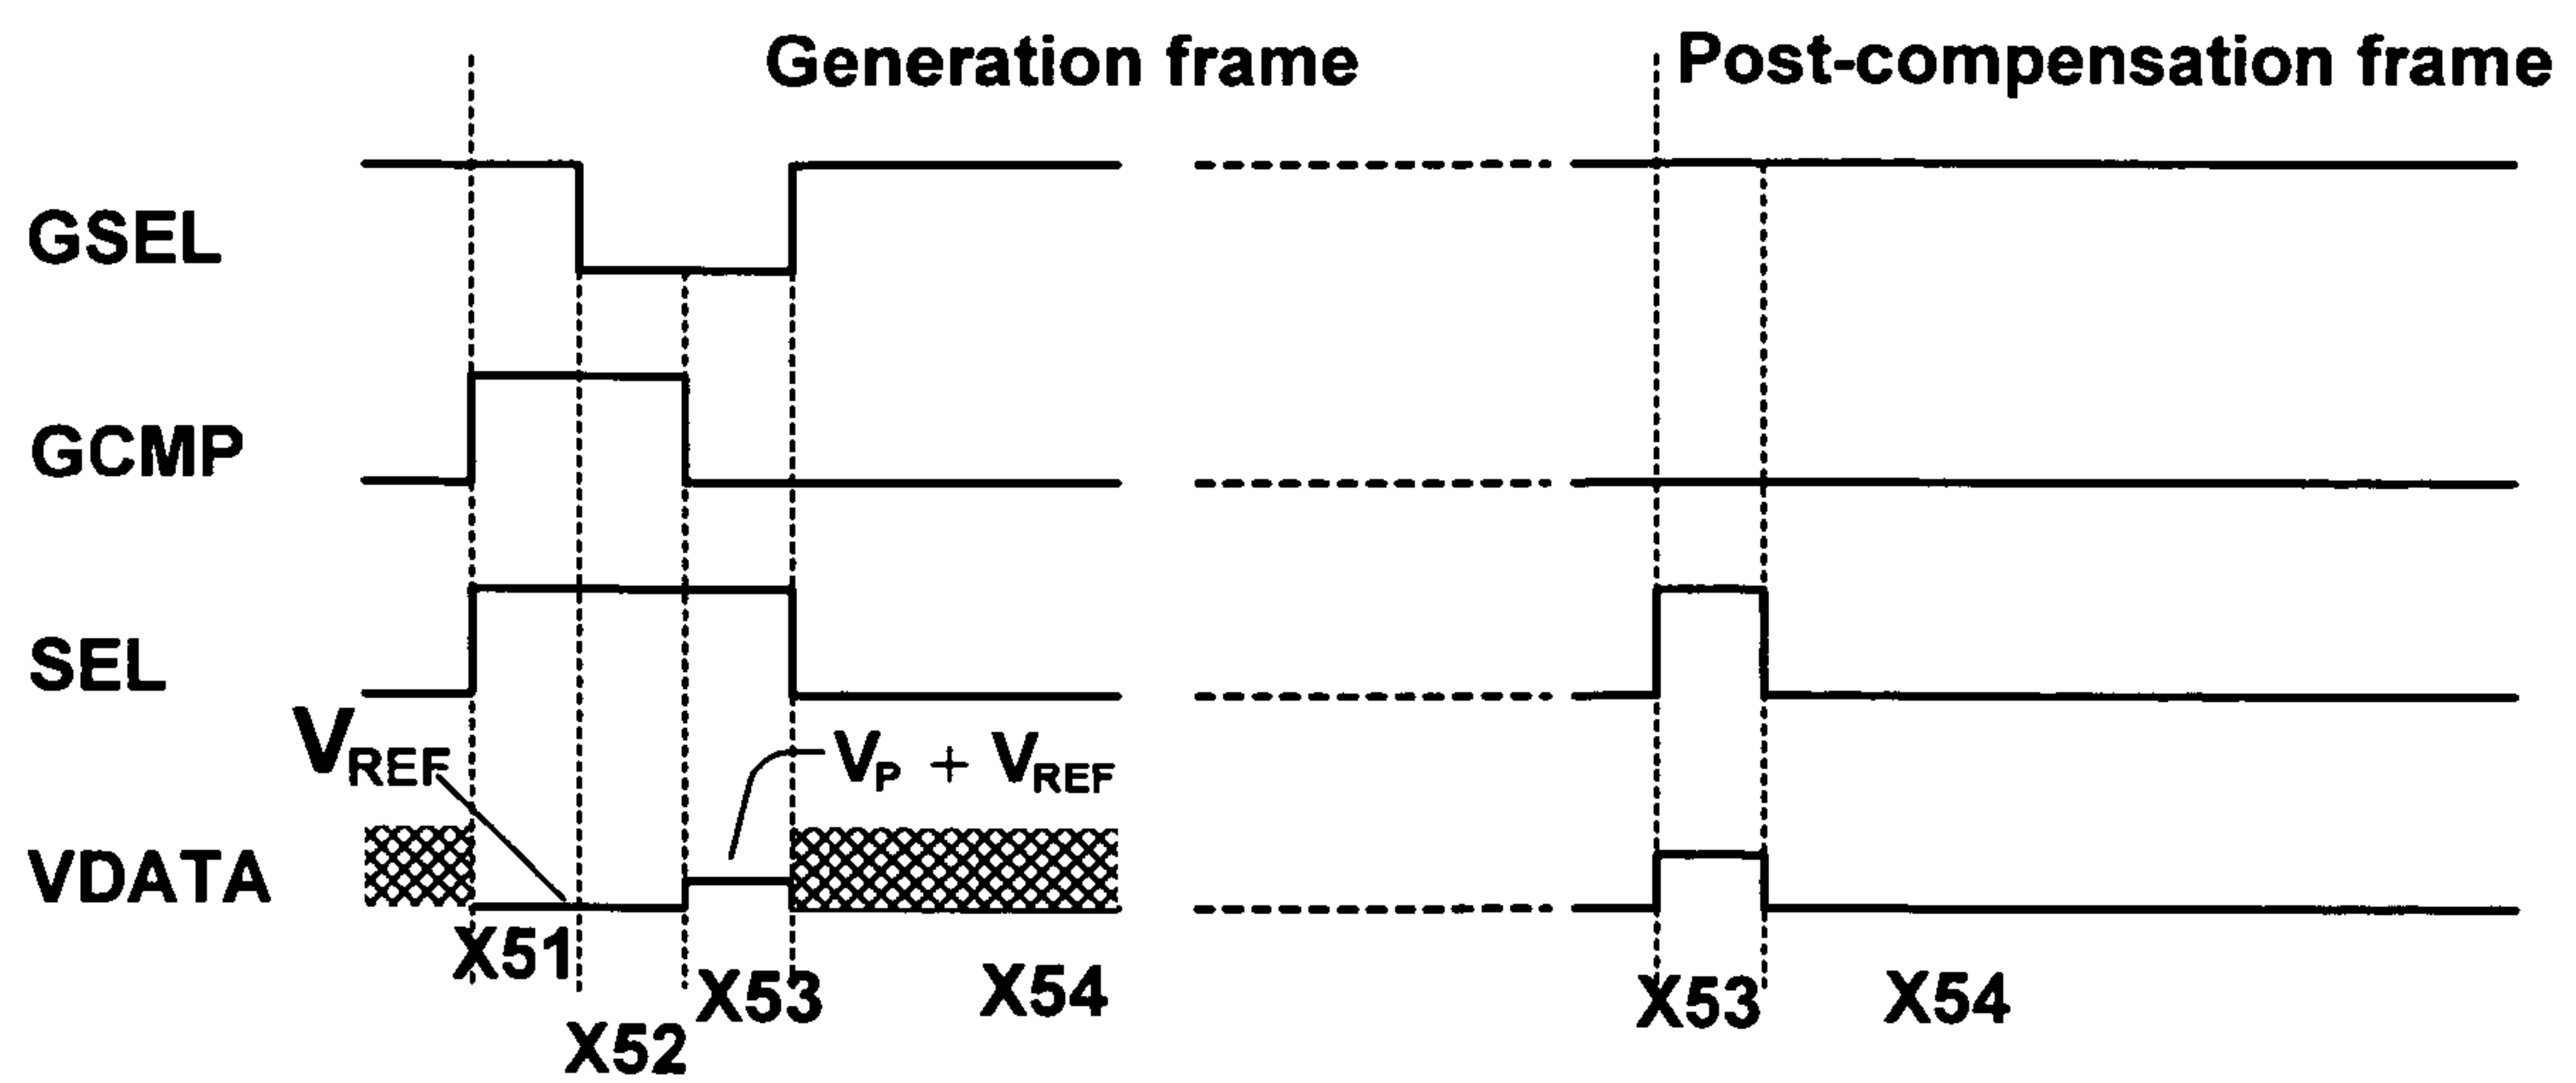 Generation frame
Post-compensation frame
GSEL
GCMP
SEL
VREF
VP + VREF
VDATA
X51
X52
X53
X54
X53
X54